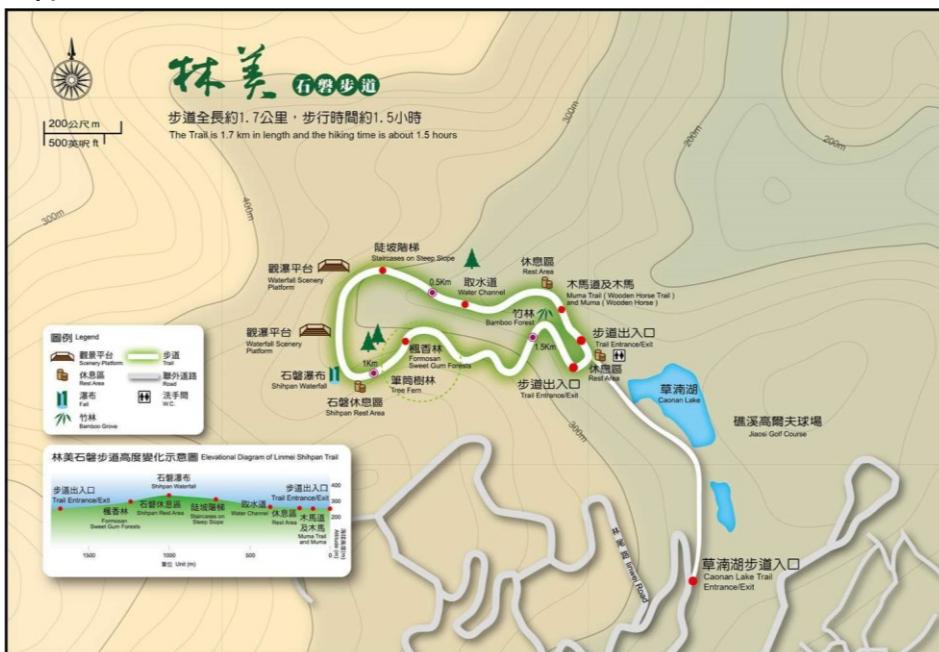 林美 石磐步道
步道全長約1.7公里，步行時間約1.5小時
The Trail is 1.7 km in length and the hiking time is about 1.5 hours
200公尺 m
500英呎 ft
300m
200m
200m
300m
400m
陡坡階梯
Staircases on Steep Slope
觀瀑平台
Waterfall Scenery
Platform
0.5Km
取水道
Water Channel
休息區
Rest Area
木馬道及木馬
Muma Trail ( Wooden Horse Trail )
and Muma ( Wooden Horse )
竹林
Bamboo Forest
觀瀑平台
Waterfall Scenery
Platform
步道出入口
Trail Entrance/Exit
1.5Km
楓香林
Formosan
Sweet Gum Forests
1Km
石磐瀑布
Shihpan Waterfall
筆筒樹林
Tree Fern
石磐休息區
Shihpan Rest Area
步道出入口
Trail Entrance/Exit
休息區
Rest Area
草湳湖
Caonan Lake
礁溪高爾夫球場
Jiaosi Golf Course
300m
林尾路 linwei Road
草湳湖步道入口
Caonan Lake Trail
Entrance/Exit
圖例 Legend
觀景平台
Scenery Platform
步道
Trail
休息區
Rest Area
聯外道路
Road
瀑布
Fall
洗手間
W.C.
竹林
Bamboo Grove
林美石磐步道高度變化示意圖 Elevational Diagram of Linmei Shihpan Trail
步道出入口
Trail Entrance/Exit
楓香林
Formosan
Sweet Gum Forests
石磐休息區
Shihpan Rest Area
石磐瀑布
Shihpan Waterfall
陡坡階梯
Staircases on
Steep Slope
取水道
Water Channel
休息區
Rest Area
步道出入口
Trail Entrance/Exit
木馬道
及木馬
Muma Trail
and Muma
400
300
200
Altitude (m)
1500
1000
500
0
單位 Unit (m)